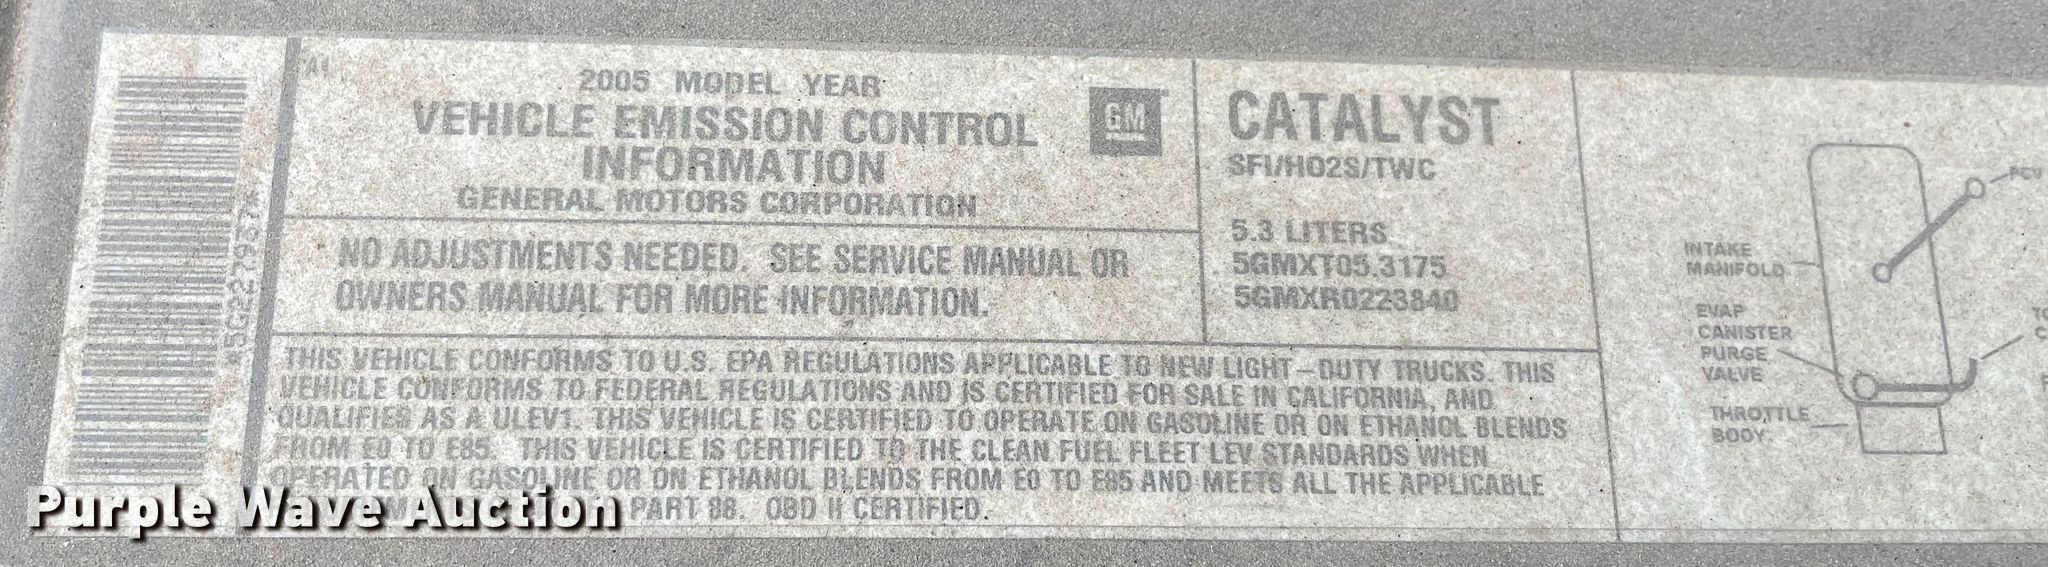 2005 MODEL YEAR
VEHICLE EMISSION CONTROL
INFORMATION
GENERAL MOTORS CORPORATION
GM
NO ADJUSTMENTS NEEDED. SEE SERVICE MANUAL OR
OWNERS MANUAL FOR MORE INFORMATION.
CATALYST
SFI/HO2S/TWC
5.3 LITERS
5GMXT05.3175
5GMXR0223840
THIS VEHICLE CONFORMS TO U.S. EPA REGULATIONS APPLICABLE TO NEW LIGHT-DUTY TRUCKS. THIS
VEHICLE CONFORMS TO FEDERAL REGULATIONS AND IS CERTIFIED FOR SALE IN CALIFORNIA, AND
QUALIFIES AS A ULEV1. THIS VEHICLE IS CERTIFIED TO OPERATE ON GASOLINE OR ON ETHANOL BLENDS
FROM E0 TO E85. THIS VEHICLE IS CERTIFIED TO THE CLEAN FUEL FLEET LEV STANDARDS WHEN
OPERATED ON GASOLINE OR ON ETHANOL BLENDS FROM E0 TO E85 AND MEETS ALL THE APPLICABLE
PART 88. OBD II CERTIFIED.
PCV
INTAKE
MANIFOLD
EVAP
CANISTER
PURGE
VALVE
THROTTLE
BODY
Purple Wave Auction